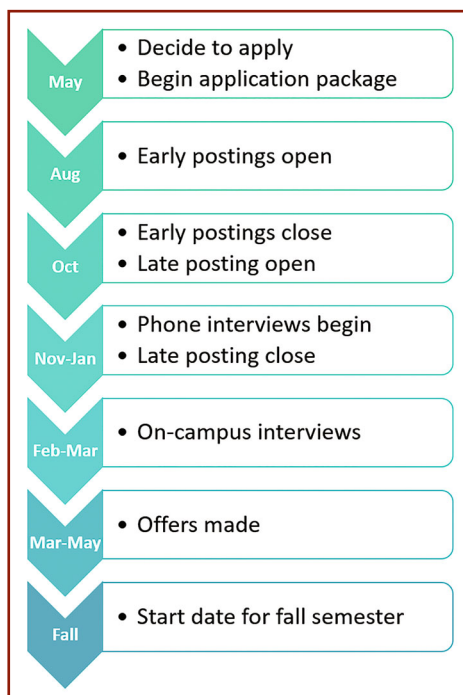 May
• Decide to apply
• Begin application package
Aug
• Early postings open
Oct
• Early postings close
• Late posting open
Nov-Jan
• Phone interviews begin
• Late posting close
Feb-Mar
• On-campus interviews
Mar-May
• Offers made
Fall
• Start date for fall semester